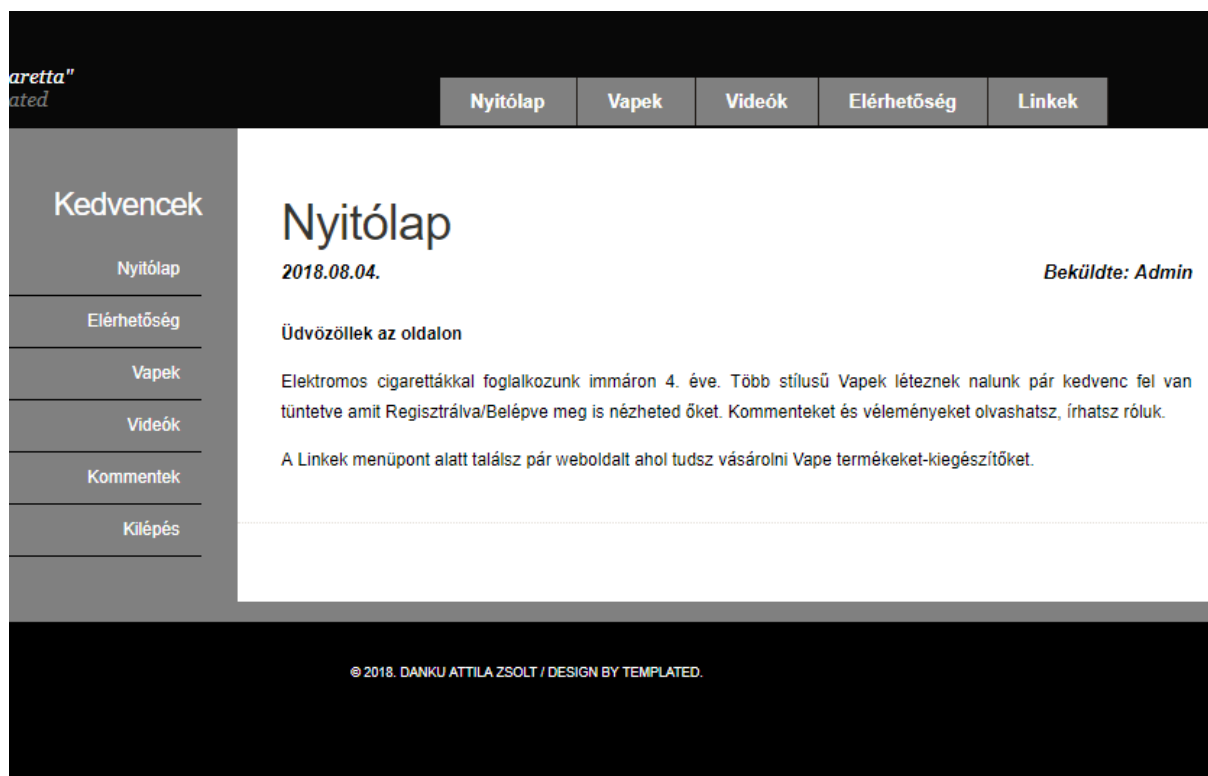 aretta"
ated
Nyitólap Vapek Videók Elérhetőség Linkek
Kedvencek
Nyitólap
Elérhetőség
Vapek
Videók
Kommentek
Kilépés
Nyitólap
2018.08.04. Beküldte: Admin
Üdvözöllek az oldalon
Elektromos cigarettákkal foglalkozunk immáron 4. éve. Több stílusű Vapek léteznek nalunk pár kedvenc fel van
tüntetve amit Regisztrálva/Belépve meg is nézheted őket. Kommenteket és véleményeket olvashatsz, írhatsz róluk.
A Linkek menüpont alatt találsz pár weboldalt ahol tudsz vásárolni Vape termékeket-kiegészítőket.
© 2018. DANKU ATTILA ZSOLT / DESIGN BY TEMPLATED.